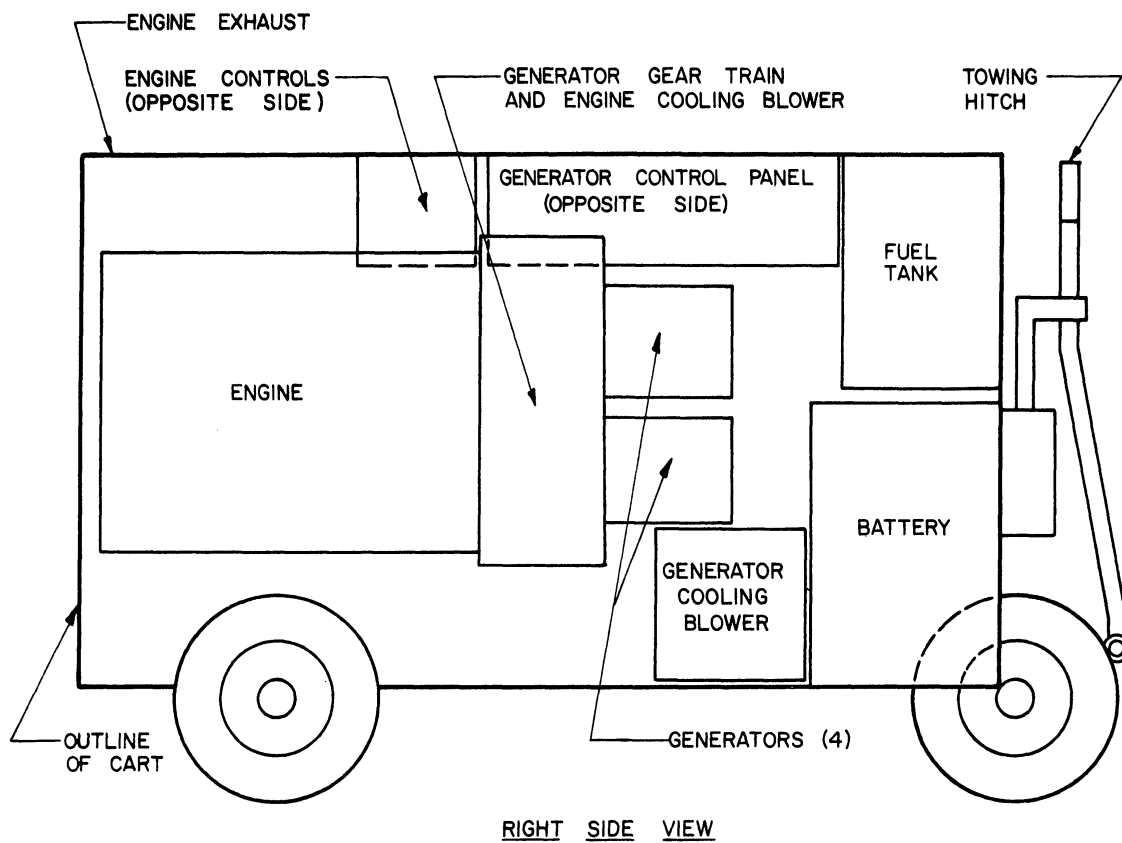 ENGINE EXHAUST
ENGINE CONTROLS
(OPPOSITE SIDE)
GENERATOR GEAR TRAIN
AND ENGINE COOLING BLOWER
TOWING
HITCH
GENERATOR CONTROL PANEL
(OPPOSITE SIDE)
FUEL
TANK
ENGINE
BATTERY
GENERATOR
COOLING
BLOWER
OUTLINE
OF CART
GENERATORS (4)
RIGHT SIDE VIEW